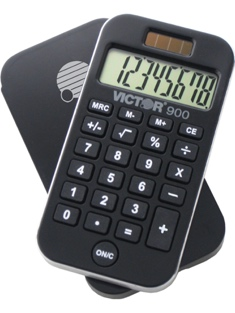 12345678
VICTOR 900
MRC M- M+ CE
+/- √ % ÷
7 8 9 X
4 5 6 -
1 2 3 +
0 • =
ON/C